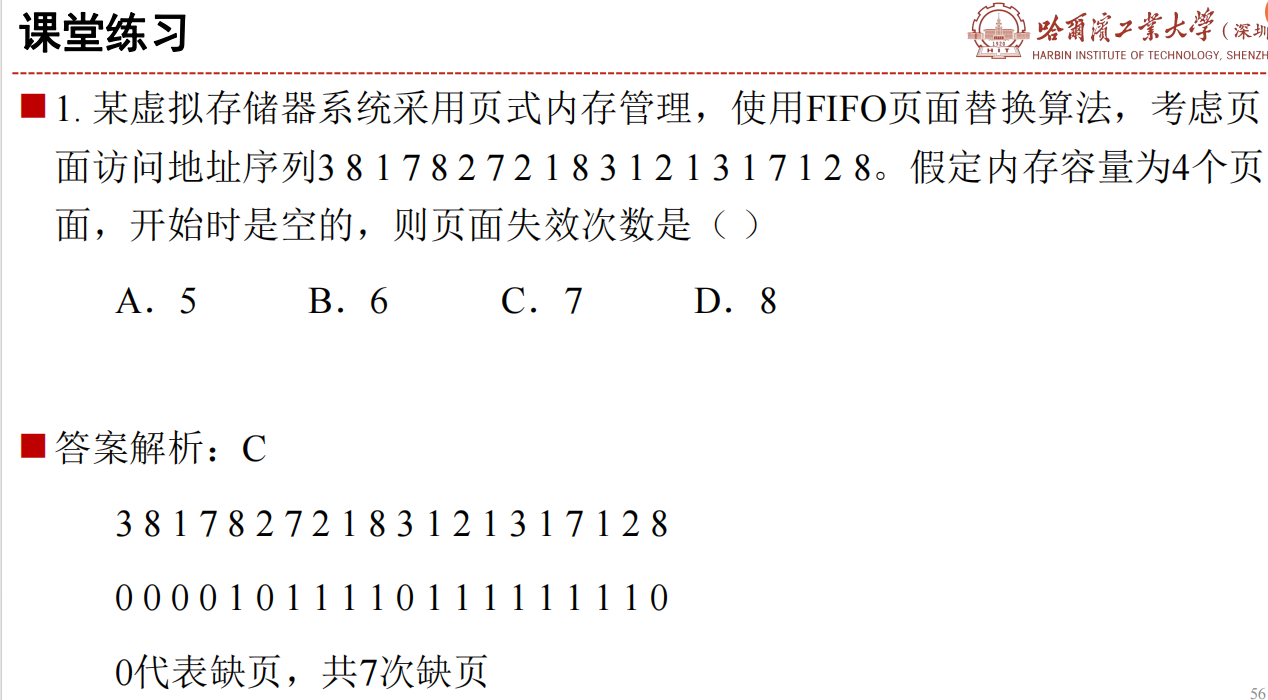 课堂练习
哈爾濱工業大學（深圳
HARBIN INSTITUTE OF TECHNOLOGY, SHENZH
1920
HIT
1. 某虚拟存储器系统采用页式内存管理，使用FIFO页面替换算法，考虑页
面访问地址序列3 8 1 7 8 2 7 2 1 8 3 1 2 1 3 1 7 1 2 8。假定内存容量为4个页
面，开始时是空的，则页面失效次数是（ ）
A．5 B．6 C．7 D．8
答案解析：C
3 8 1 7 8 2 7 2 1 8 3 1 2 1 3 1 7 1 2 8
0 0 0 0 1 0 1 1 1 1 0 1 1 1 1 1 1 1 1 0
0代表缺页，共7次缺页
56